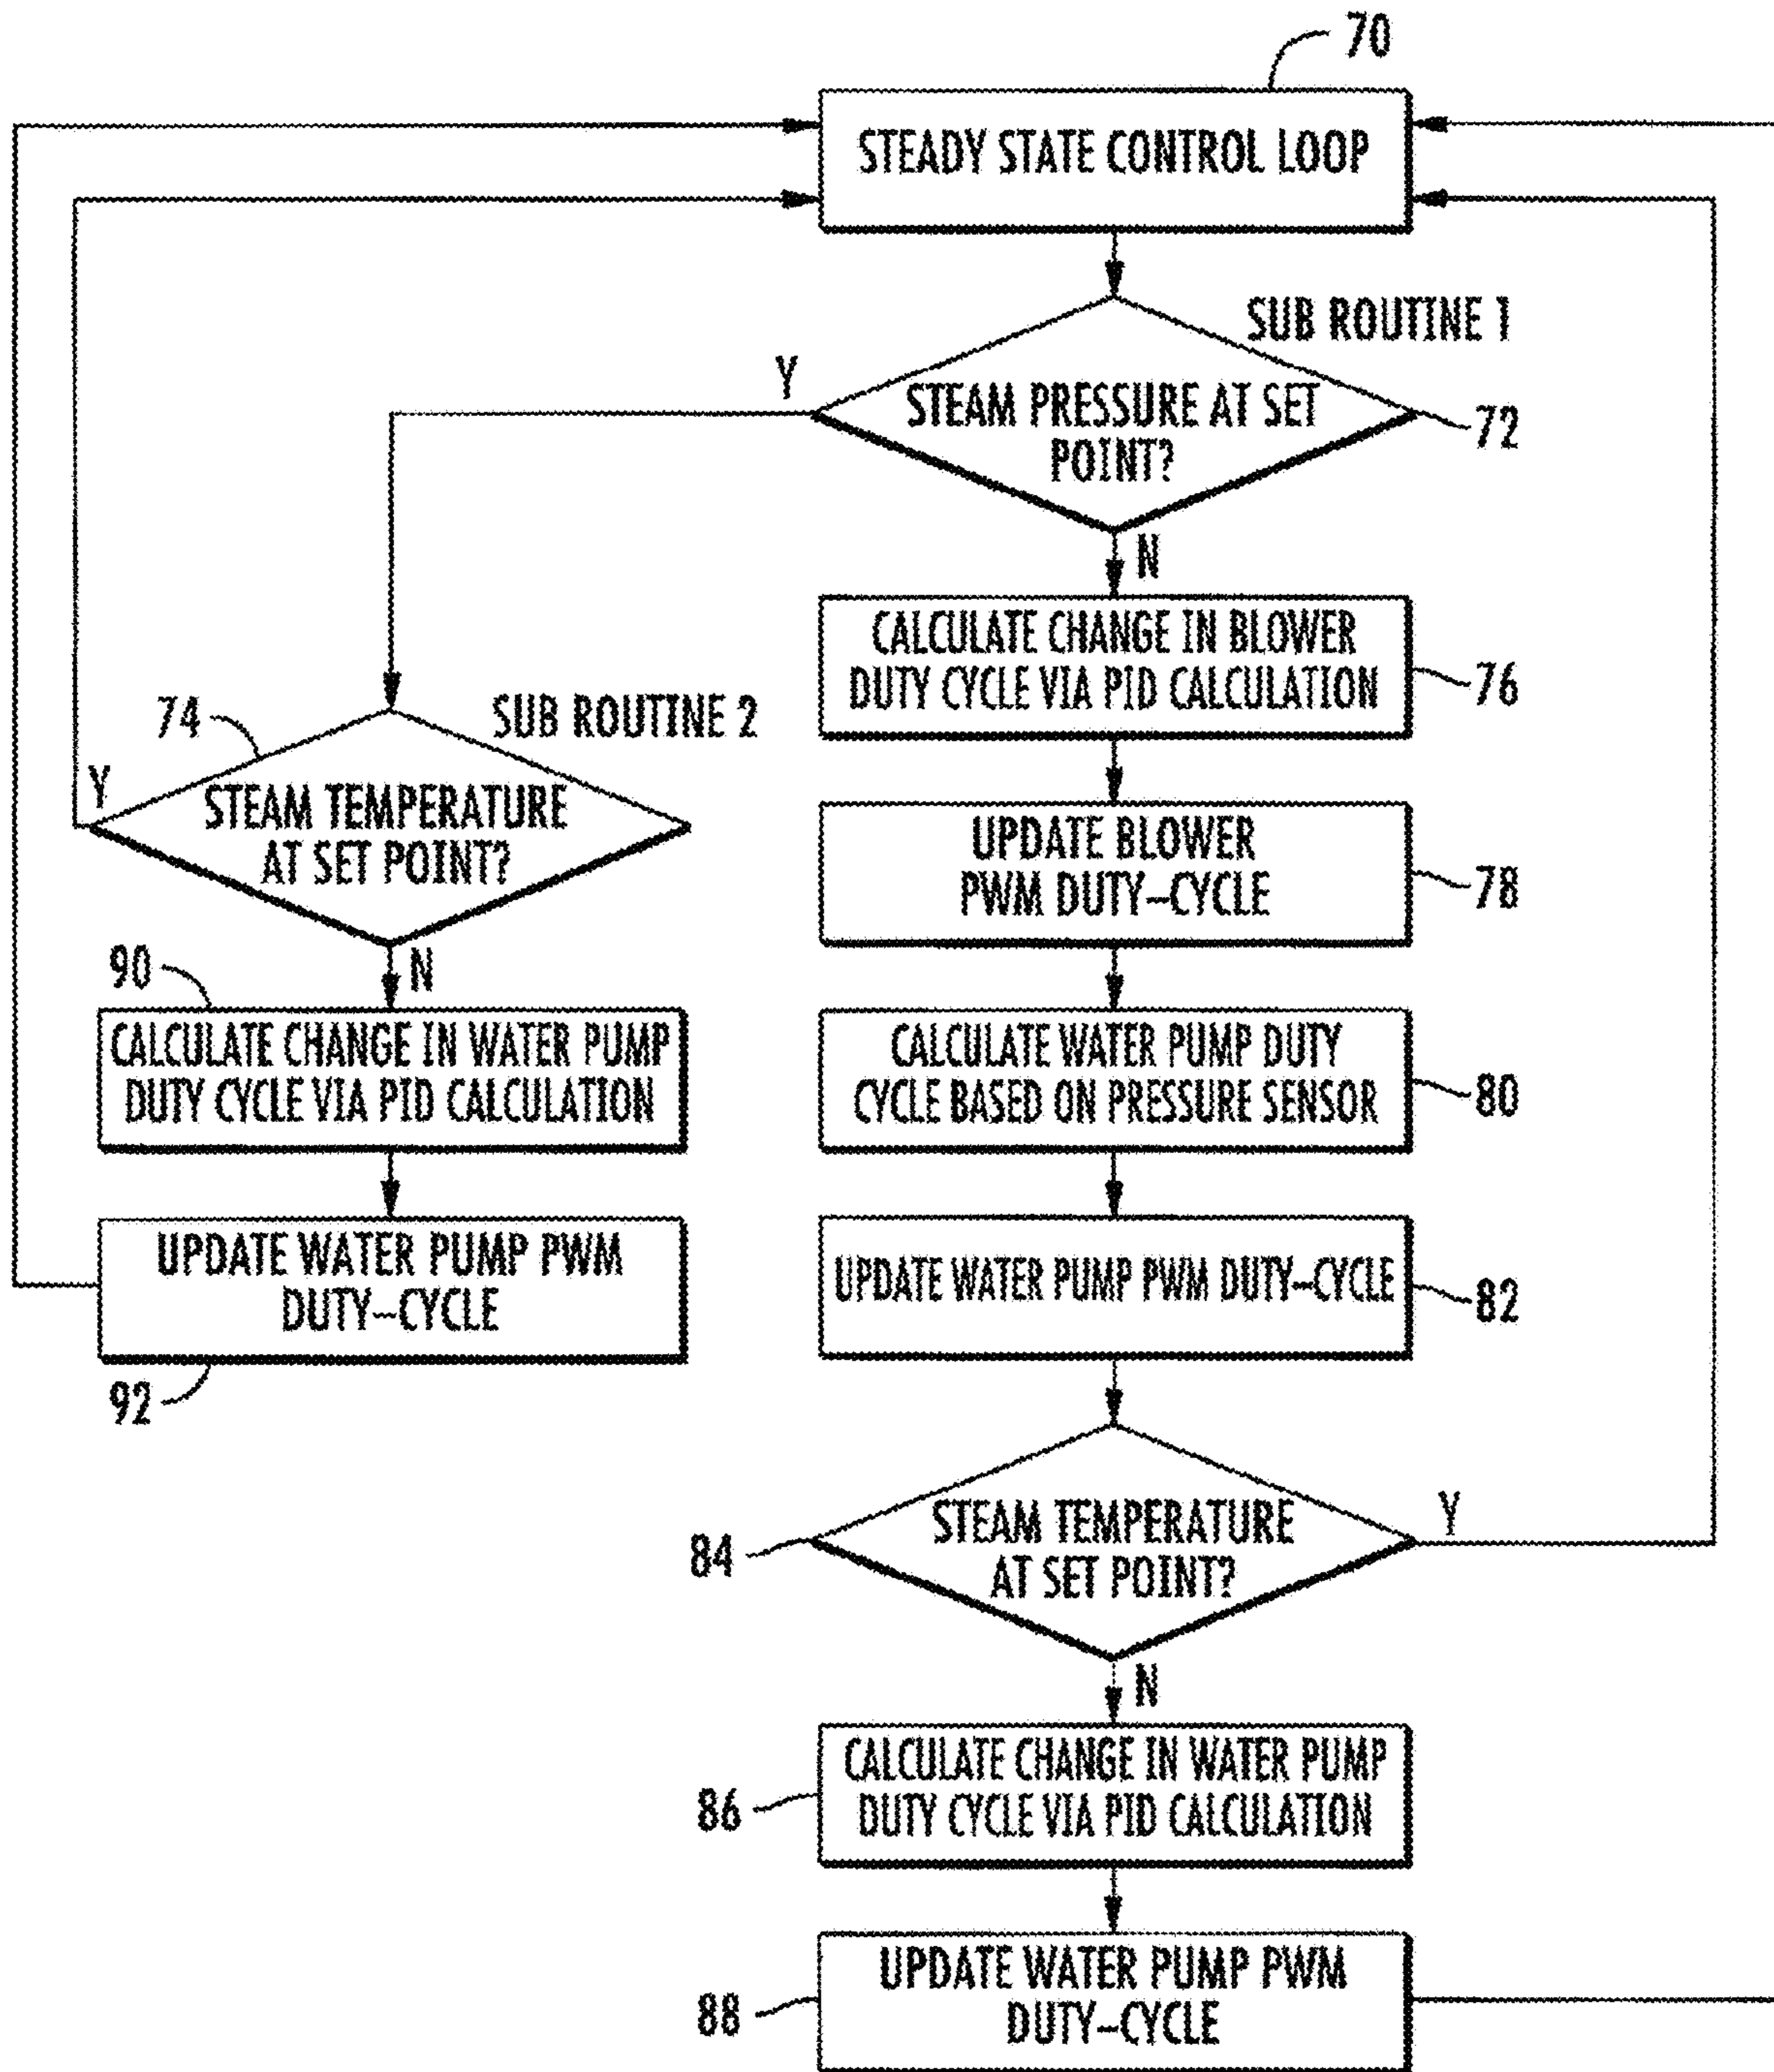 70
STEADY STATE CONTROL LOOP
SUB ROUTINE 1
Y
STEAM PRESSURE AT SET
POINT?
72
N
CALCULATE CHANGE IN BLOWER
DUTY CYCLE VIA PID CALCULATION
76
74
SUB ROUTINE 2
Y
STEAM TEMPERATURE
AT SET POINT?
UPDATE BLOWER
PWM DUTY–CYCLE
78
90
N
CALCULATE CHANGE IN WATER PUMP
DUTY CYCLE VIA PID CALCULATION
CALCULATE WATER PUMP DUTY
CYCLE BASED ON PRESSURE SENSOR
80
UPDATE WATER PUMP PWM
DUTY–CYCLE
92
UPDATE WATER PUMP PWM DUTY–CYCLE
82
84
STEAM TEMPERATURE
AT SET POINT?
Y
N
86
CALCULATE CHANGE IN WATER PUMP
DUTY CYCLE VIA PID CALCULATION
88
UPDATE WATER PUMP PWM
DUTY–CYCLE